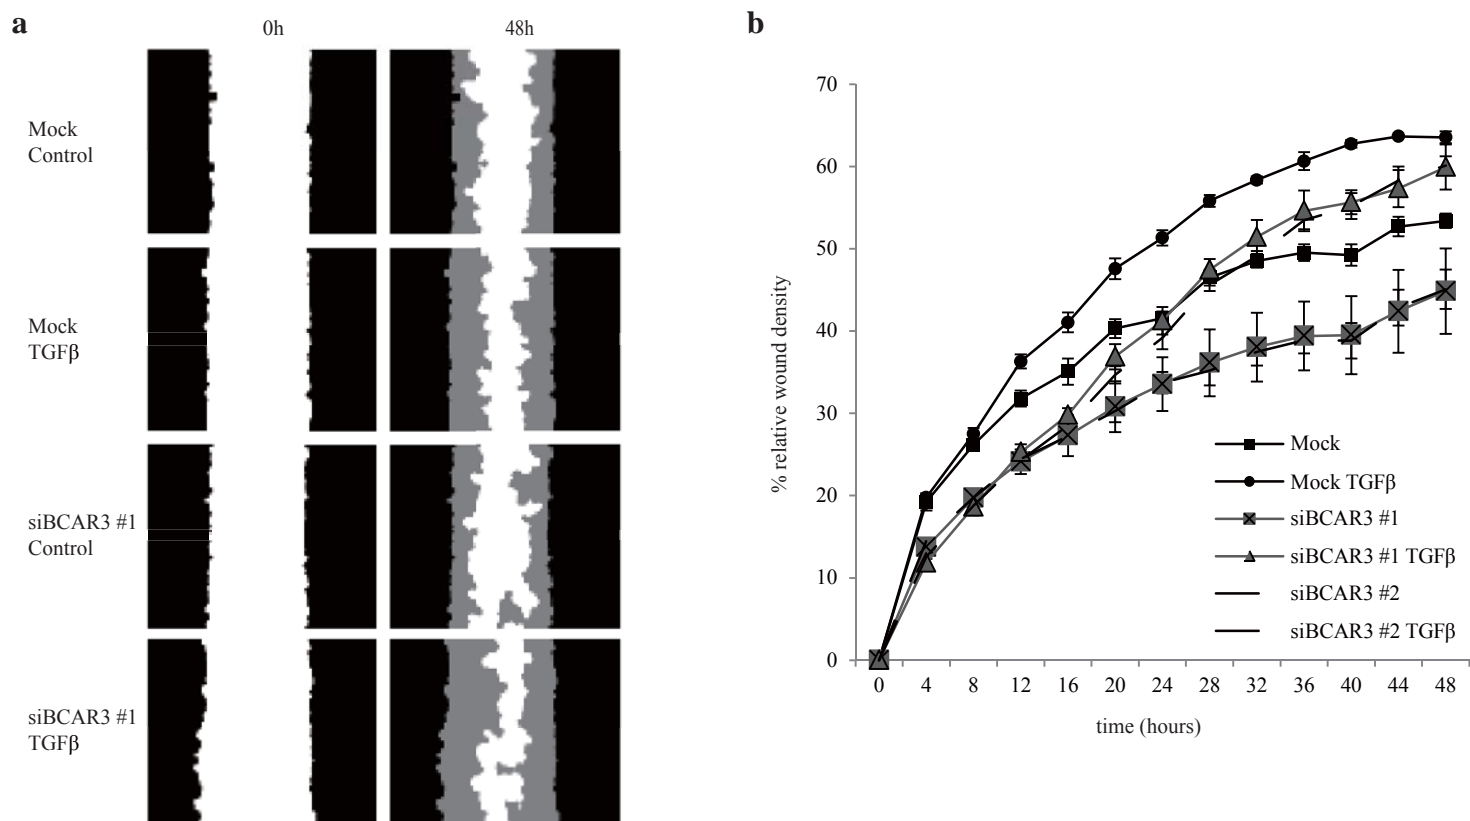 a
0h
48h
Mock
Control
Mock
TGFβ
siBCAR3 #1
Control
siBCAR3 #1
TGFβ
b
% relative wound density
70
60
50
40
30
20
10
0
0 4 8 12 16 20 24 28 32 36 40 44 48
time (hours)
Mock
Mock TGFβ
siBCAR3 #1
siBCAR3 #1 TGFβ
siBCAR3 #2
siBCAR3 #2 TGFβ